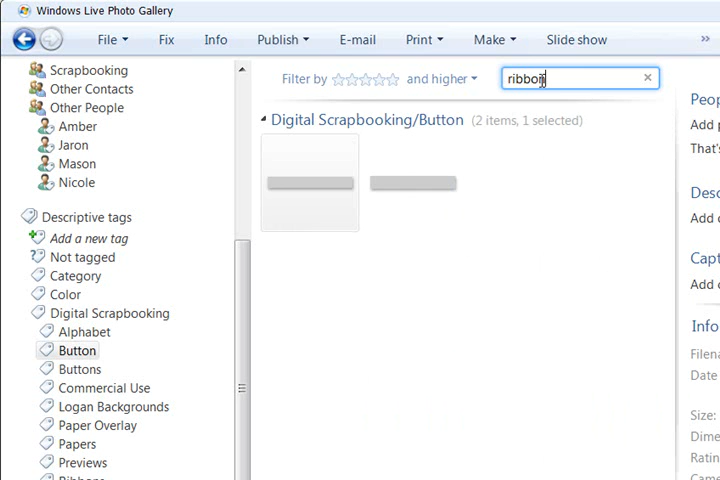 Windows Live Photo Gallery
File Fix Info Publish E-mail Print Make Slide show »
Scrapbooking
Other Contacts
Other People
Amber
Jaron
Mason
Nicole
Descriptive tags
Add a new tag
Not tagged
Category
Color
Digital Scrapbooking
Alphabet
Button
Buttons
Commercial Use
Logan Backgrounds
Paper Overlay
Papers
Previews
Filter by and higher ribbon
Digital Scrapbooking/Button (2 items, 1 selected)
Peop
Add p
That's
Desc
Add d
Capt
Add c
Info
Filena
Date
Size:
Dime
Ratin